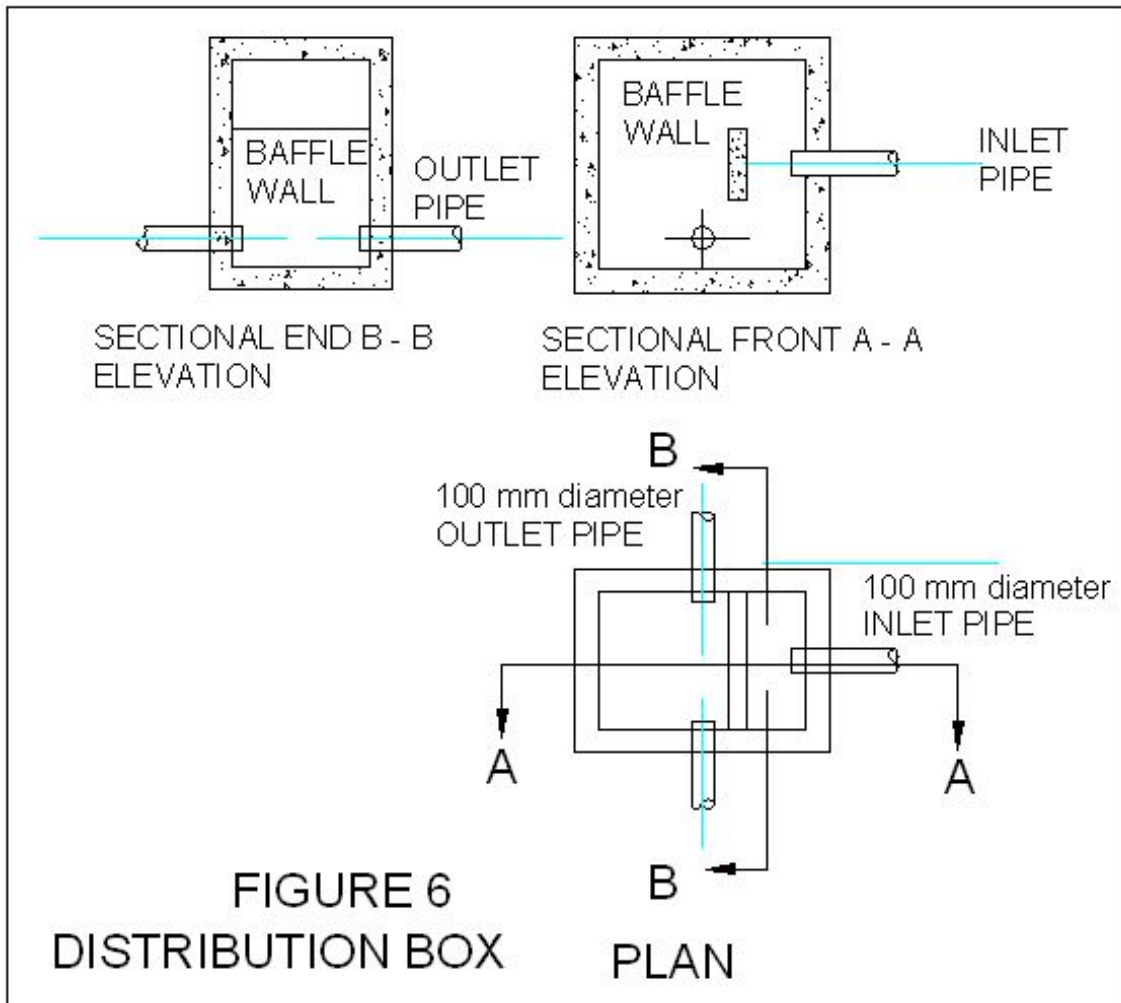 BAFFLE
WALL
OUTLET
PIPE
SECTIONAL END B - B
ELEVATION
BAFFLE
WALL
INLET
PIPE
SECTIONAL FRONT A - A
ELEVATION
B
100 mm diameter
OUTLET PIPE
100 mm diameter
INLET PIPE
A
A
B
FIGURE 6
DISTRIBUTION BOX
PLAN